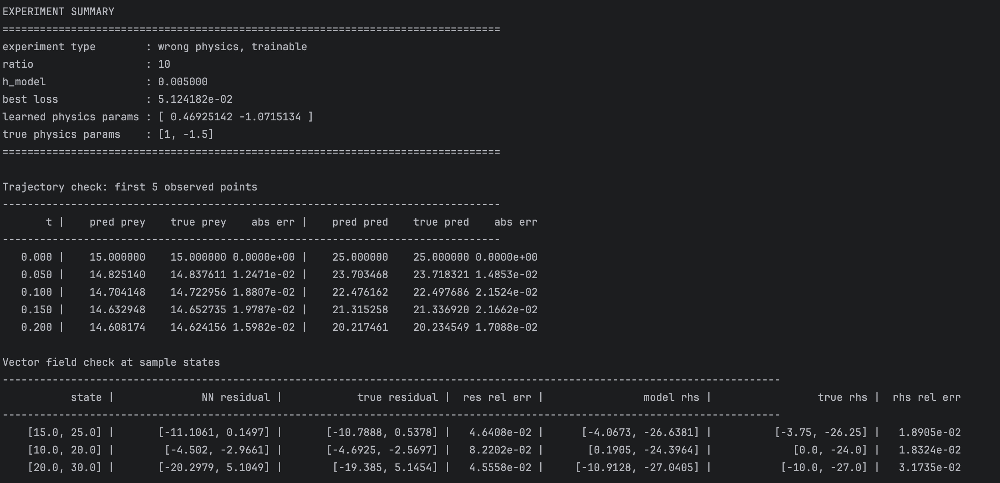 EXPERIMENT SUMMARY
================================================================================
experiment type        : wrong physics, trainable
ratio                  : 10
h_model                : 0.005000
best loss              : 5.124182e-02
learned physics params : [ 0.46925142 -1.0715134 ]
true physics params    : [1, -1.5]
================================================================================
Trajectory check: first 5 observed points
--------------------------------------------------------------------------------
       t |    pred prey    true prey    abs err |    pred pred    true pred    abs err
--------------------------------------------------------------------------------
   0.000 |    15.000000    15.000000 0.0000e+00 |    25.000000    25.000000 0.0000e+00
   0.050 |    14.825140    14.837611 1.2471e-02 |    23.703468    23.718321 1.4853e-02
   0.100 |    14.704148    14.722956 1.8807e-02 |    22.476162    22.497686 2.1524e-02
   0.150 |    14.632948    14.652735 1.9787e-02 |    21.315258    21.336920 2.1662e-02
   0.200 |    14.608174    14.624156 1.5982e-02 |    20.217461    20.234549 1.7088e-02
Vector field check at sample states
-----------------------------------------------------------------------------------------------------------------------------
           state |              NN residual |            true residual |  res rel err |                model rhs |                 true rhs |  rhs rel err
-----------------------------------------------------------------------------------------------------------------------------
    [15.0, 25.0] |       [-11.1061, 0.1497] |       [-10.7888, 0.5378] |   4.6408e-02 |      [-4.0673, -26.6381] |          [-3.75, -26.25] |   1.8905e-02
    [10.0, 20.0] |        [-4.502, -2.9661] |       [-4.6925, -2.5697] |   8.2202e-02 |       [0.1905, -24.3964] |             [0.0, -24.0] |   1.8324e-02
    [20.0, 30.0] |       [-20.2979, 5.1049] |        [-19.385, 5.1454] |   4.5558e-02 |     [-10.9128, -27.0405] |           [-10.0, -27.0] |   3.1735e-02